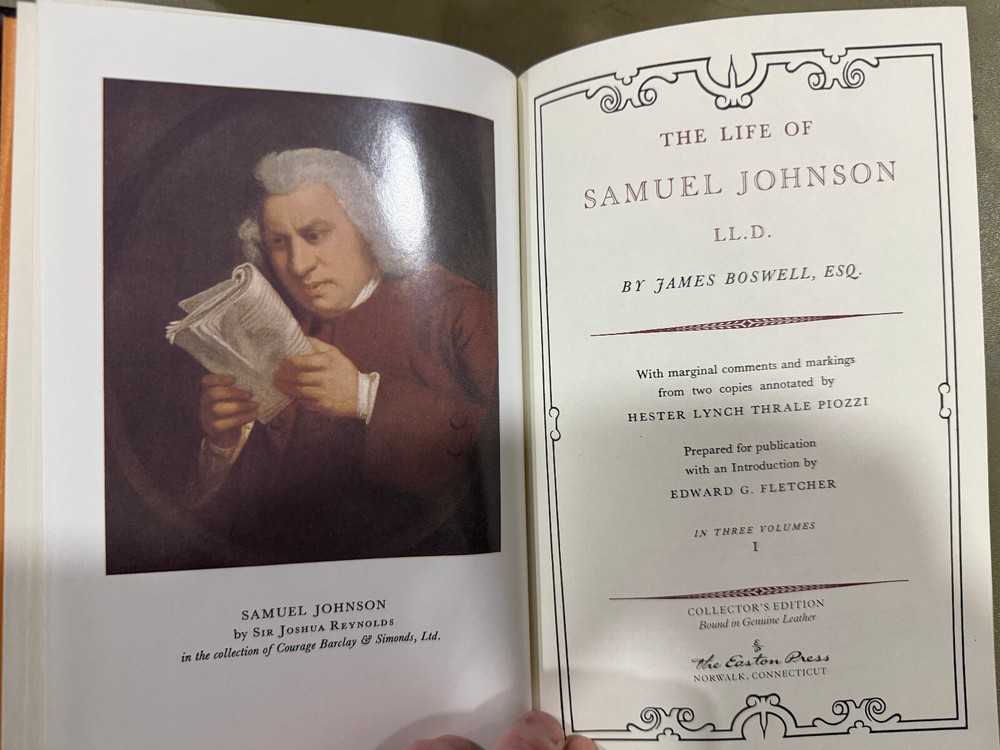 SAMUEL JOHNSON
by SIR JOSHUA REYNOLDS
in the collection of Courage Barclay & Simonds, Ltd.
THE LIFE OF
SAMUEL JOHNSON
LL.D.
BY JAMES BOSWELL, ESQ.
With marginal comments and markings
from two copies annotated by
HESTER LYNCH THRALE PIOZZI
Prepared for publication
with an Introduction by
EDWARD G. FLETCHER
IN THREE VOLUMES
I
COLLECTOR'S EDITION
Bound in Genuine Leather
The Easton Press
NORWALK, CONNECTICUT